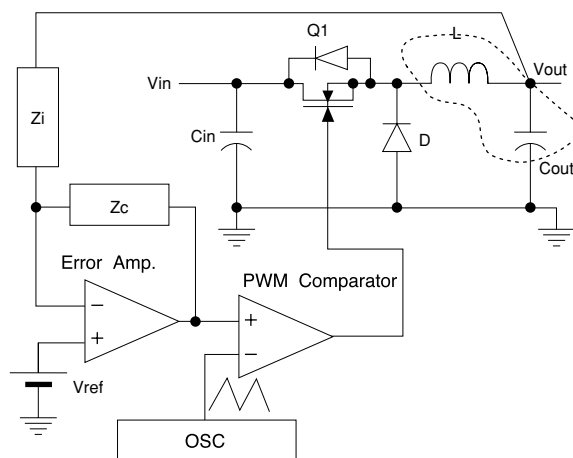 Q1
L
Vin
Vout
Zi
Cin
D
Cout
Zc
Error Amp.
PWM Comparator
−
+
+
−
Vref
OSC